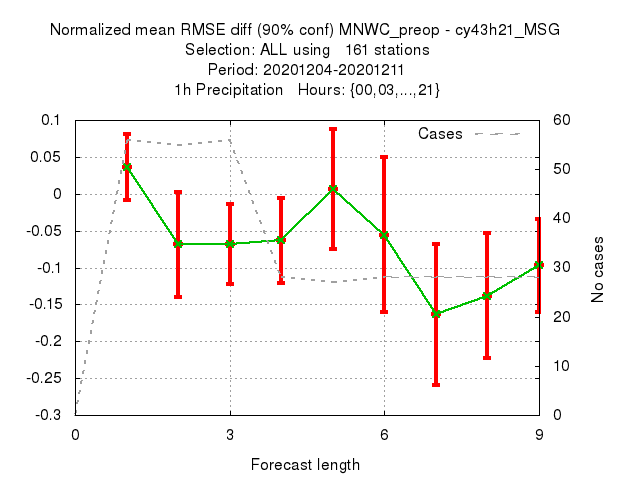 Normalized mean RMSE diff (90% conf) MNWC_preop - cy43h21_MSG
Selection: ALL using   161 stations
Period: 20201204-20201211
1h Precipitation   Hours: {00,03,...,21}
Cases
0.1
0.05
0
-0.05
-0.1
-0.15
-0.2
-0.25
-0.3
60
50
40
30
20
10
0
No cases
0 3 6 9
Forecast length